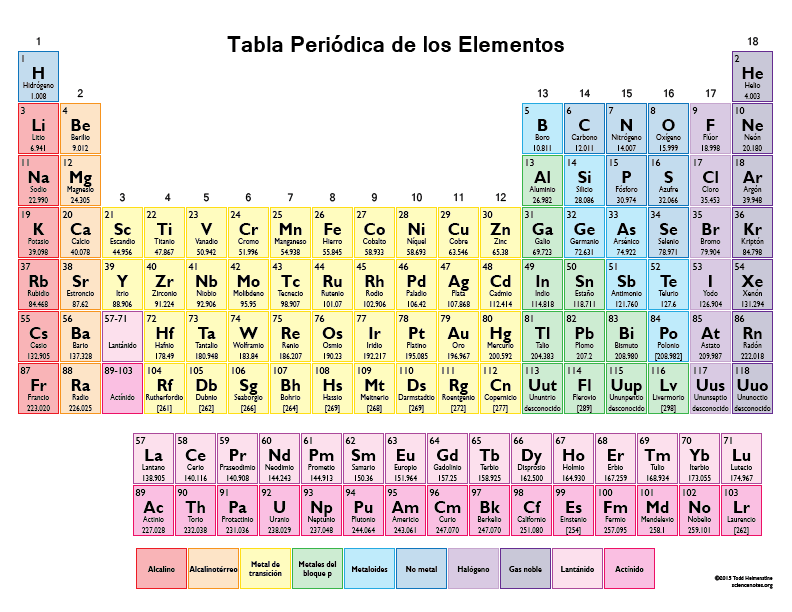 Tabla Periódica de los Elementos
1 18
1 2
H He
Hidrógeno Helio
1.008 4.003
2 13 14 15 16 17
3 4 5 6 7 8 9 10
Li Be B C N O F Ne
Litio Berilio Boro Carbono Nitrógeno Oxígeno Flúor Neón
6.941 9.012 10.811 12.011 14.007 15.999 18.998 20.180
11 12 13 14 15 16 17 18
Na Mg Al Si P S Cl Ar
Sodio Magnesio Aluminio Silicio Fósforo Azufre Cloro Argón
22.990 24.305 26.982 28.086 30.974 32.066 35.453 39.948
3 4 5 6 7 8 9 10 11 12
19 20 21 22 23 24 25 26 27 28 29 30 31 32 33 34 35 36
K Ca Sc Ti V Cr Mn Fe Co Ni Cu Zn Ga Ge As Se Br Kr
Potasio Calcio Escandio Titanio Vanadio Cromo Manganeso Hierro Cobalto Níquel Cobre Zinc Galio Germanio Arsénico Selenio Bromo Kriptón
39.098 40.078 44.956 47.867 50.942 51.996 54.938 55.845 58.933 58.693 63.546 65.38 69.723 72.631 74.922 78.971 79.904 84.798
37 38 39 40 41 42 43 44 45 46 47 48 49 50 51 52 53 54
Rb Sr Y Zr Nb Mo Tc Ru Rh Pd Ag Cd In Sn Sb Te I Xe
Rubidio Estroncio Itrio Zirconio Niobio Molibdeno Tecnecio Rutenio Rodio Paladio Plata Cadmio Indio Estaño Antimonio Telurio Yodo Xenón
84.468 87.62 88.906 91.224 92.906 95.95 98.907 101.07 102.906 106.42 107.868 112.414 114.818 118.711 121.760 127.6 126.904 131.294
55 56 57-71 72 73 74 75 76 77 78 79 80 81 82 83 84 85 86
Cs Ba Hf Ta W Re Os Ir Pt Au Hg Tl Pb Bi Po At Rn
Cesio Bario Lantánido Hafnio Tantalio Wolframio Renio Osmio Iridio Platino Oro Mercurio Talio Plomo Bismuto Polonio Astato Radón
132.905 137.328 178.49 180.948 183.84 186.207 190.23 192.217 195.085 196.967 200.592 204.383 207.2 208.980 [208.982] 209.987 222.018
87 88 89-103 104 105 106 107 108 109 110 111 112 113 114 115 116 117 118
Fr Ra Rf Db Sg Bh Hs Mt Ds Rg Cn Uut Fl Uup Lv Uus Uuo
Francio Radio Actínido Rutherfordio Dubnio Seaborgio Bohrio Hassio Meitnerio Darmstadtio Roentgenio Copernicio Ununtrio Flerovio Ununpentio Livermorio Ununseptio Ununoctio
223.020 226.025 [261] [262] [266] [264] [269] [268] [269] [272] [277] desconocido [289] desconocido [298] desconocido desconocido
57 58 59 60 61 62 63 64 65 66 67 68 69 70 71
La Ce Pr Nd Pm Sm Eu Gd Tb Dy Ho Er Tm Yb Lu
Lantano Cerio Praseodimio Neodimio Prometio Samario Europio Gadolinio Terbio Disprósio Holmio Erbio Tulio Iterbio Lutecio
138.905 140.116 140.908 144.243 144.913 150.36 151.964 157.25 158.925 162.500 164.930 167.259 168.934 173.055 174.967
89 90 91 92 93 94 95 96 97 98 99 100 101 102 103
Ac Th Pa U Np Pu Am Cm Bk Cf Es Fm Md No Lr
Actinio Torio Protactinio Uranio Neptúnio Plutonio Americio Curio Berkelio Californio Einstenio Fermio Mendelevio Nobelio Laurencio
227.028 232.038 231.036 238.029 237.048 244.064 243.061 247.070 247.070 251.080 [254] 257.095 258.1 259.101 [262]
Alcalino Alcalinotérreo Metal de transición Metales del bloque p Metaloides No metal Halógeno Gas noble Lantánido Actínido
©2015 Todd Helmenstine
sciencenotes.org